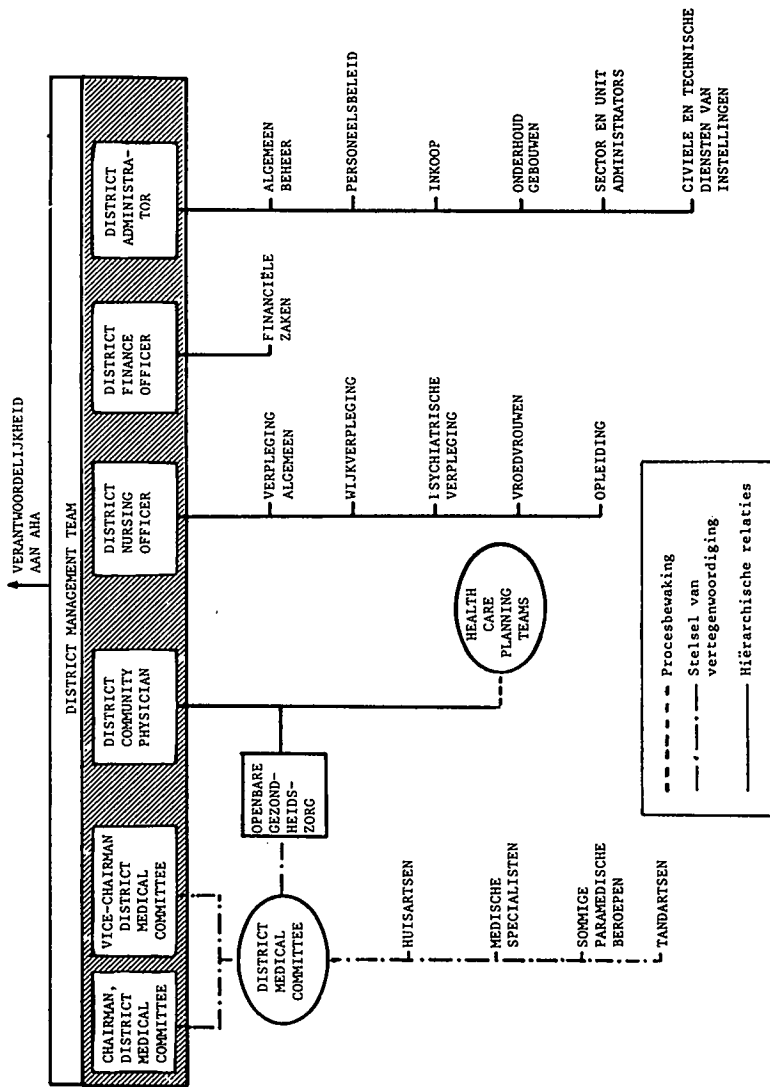 VERANTWOORDELIJKHEID
AAN AHA
DISTRICT MANAGEMENT TEAM
CHAIRMAN,
DISTRICT
MEDICAL
COMMITTEE
VICE-CHAIRMAN
DISTRICT
MEDICAL
COMMITTEE
DISTRICT
COMMUNITY
PHYSICIAN
DISTRICT
NURSING
OFFICER
DISTRICT
FINANCE
OFFICER
DISTRICT
ADMINISTRA-
TOR
DISTRICT
MEDICAL
COMMITTEE
OPENBARE
GEZOND-
HEIDS-
ZORG
HUISARTSEN
MEDISCHE
SPECIALISTEN
SOMMIGE
PARAMEDISCHE
BEROEPEN
TANDARTSEN
HEALTH
CARE
PLANNING
TEAMS
VERPLEGING
ALGEMEEN
WIJKVERPLEGING
ISYCHIATRISCHE
VERPLEGING
VROEDVROUWEN
OPLEIDING
FINANCIËLE
ZAKEN
ALGEMEEN
BEHEER
PERSONEELSBELEID
INKOOP
ONDERHOUD
GEBOUWEN
SECTOR EN UNIT
ADMINISTRATORS
CIVIELE EN TECHNISCHE
DIENSTEN VAN
INSTELLINGEN
Procesbewaking
Stelsel van
vertegenwoordiging
Hiërarchische relaties